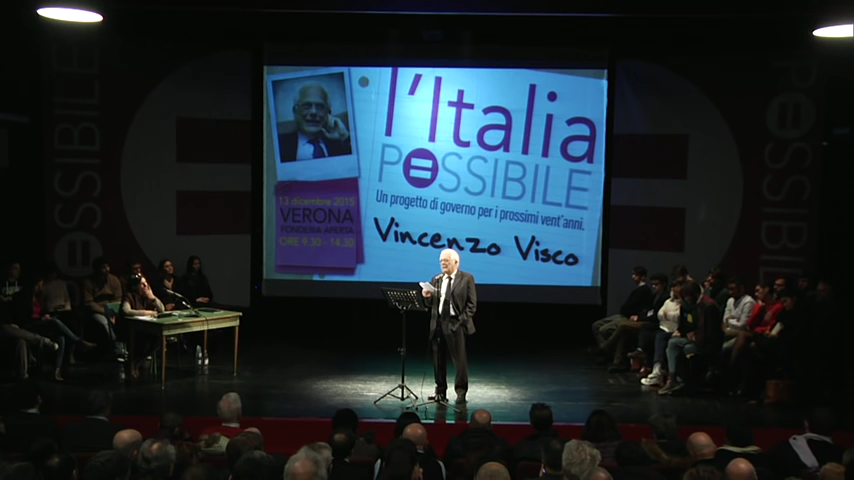 l'Italia
POSSIBILE
Un progetto di governo per i prossimi vent'anni.
Vincenzo Visco
13 dicembre 2015
VERONA
FONDERIA APERTA
ORE 9.30 - 14.30
POSSIBILE
POSSIBILE